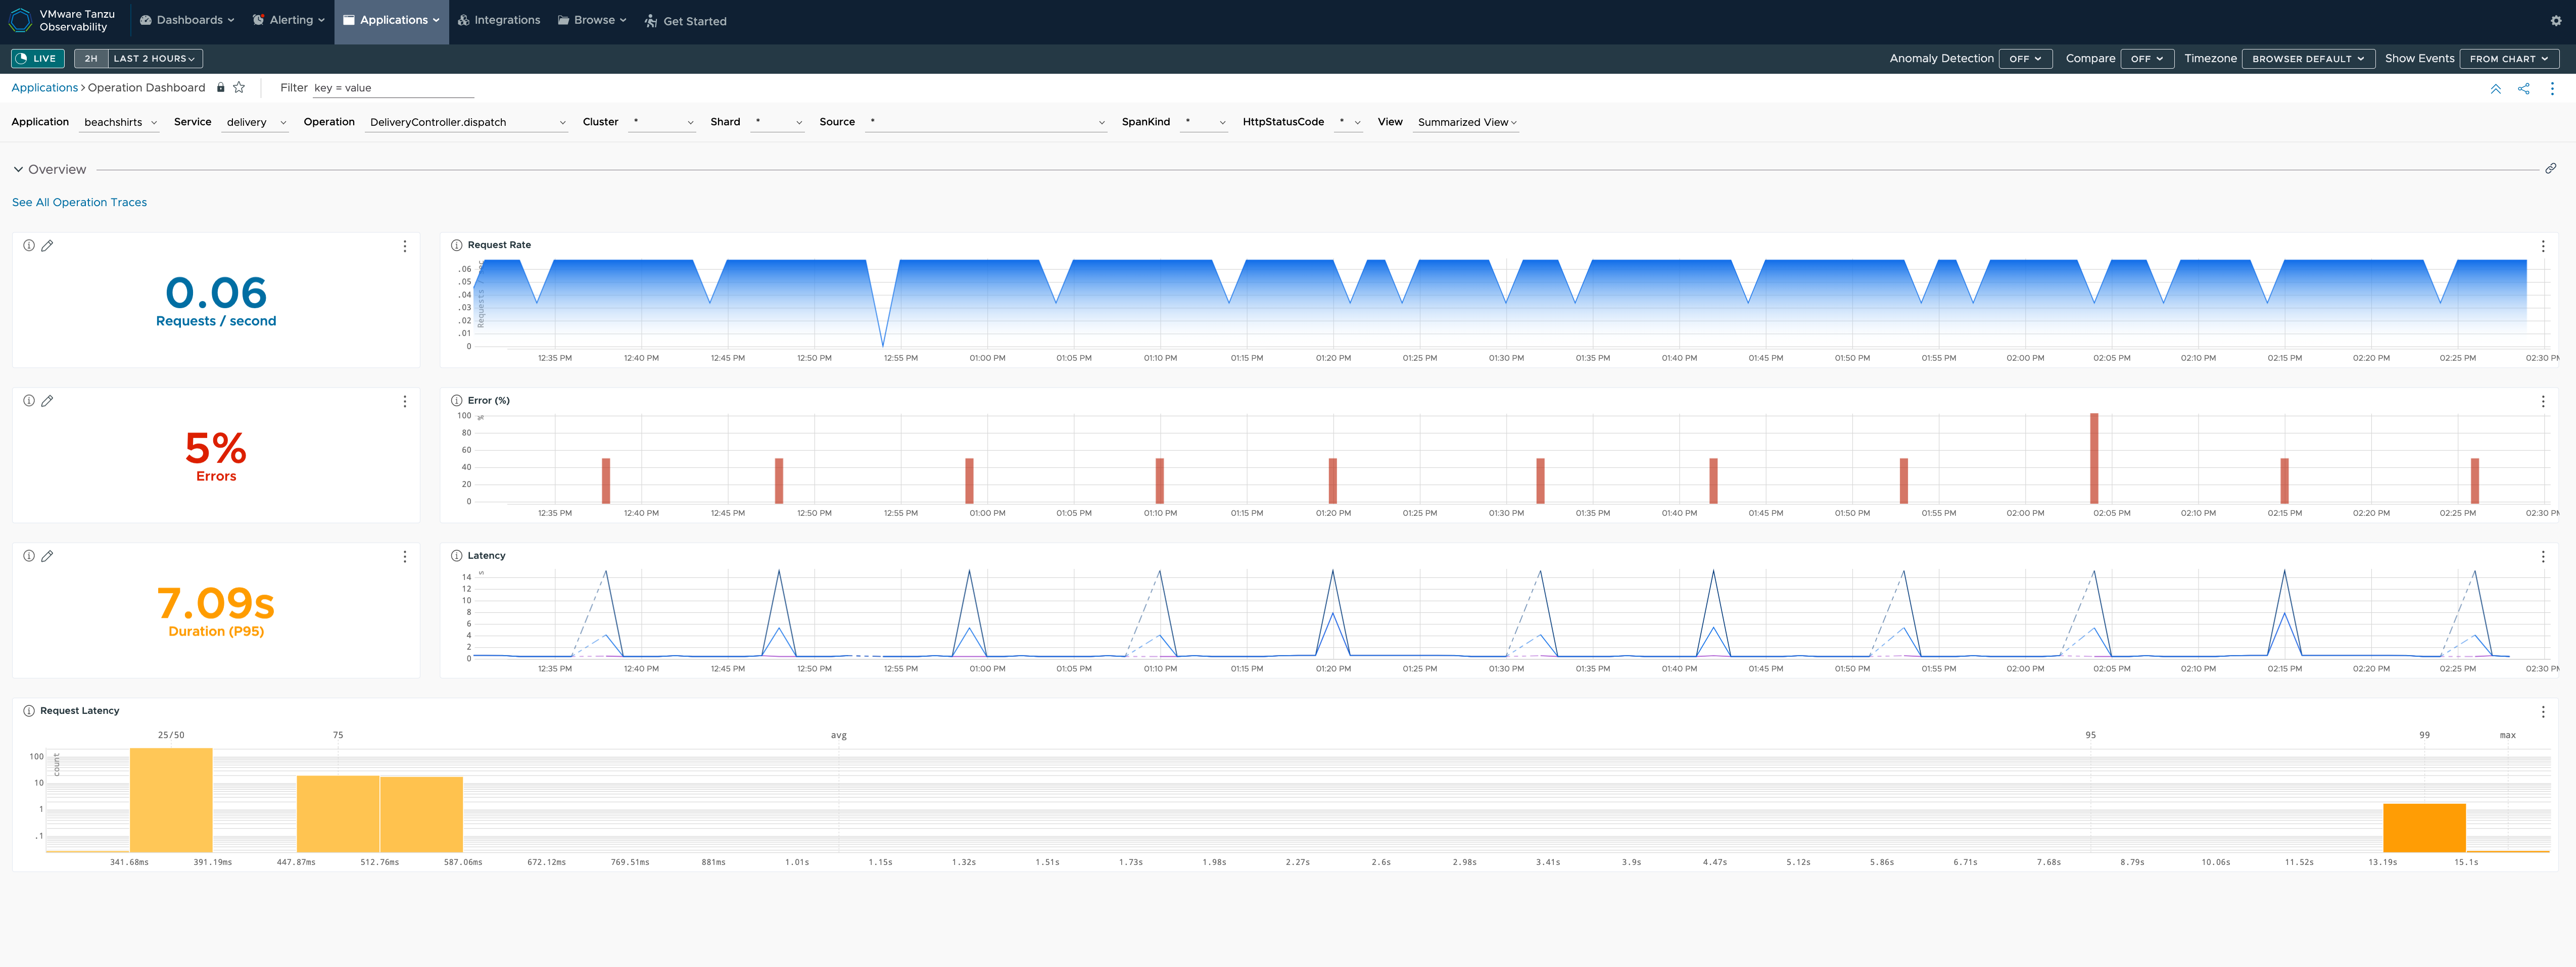 VMware Tanzu
Observability
Dashboards
Alerting
Applications
Integrations
Browse
Get Started
LIVE
2H
LAST 2 HOURS
Anomaly Detection
OFF
Compare
OFF
Timezone
BROWSER DEFAULT
Show Events
FROM CHART
Applications > Operation Dashboard
Filter key = value
Application beachshirts
Service delivery
Operation DeliveryController.dispatch
Cluster *
Shard *
Source *
SpanKind *
HttpStatusCode *
View Summarized View
Overview
See All Operation Traces
0.06
Requests / second
Request Rate
.06
.05
.04
.03
.02
.01
0
12:35 PM 12:40 PM 12:45 PM 12:50 PM 12:55 PM 01:00 PM 01:05 PM 01:10 PM 01:15 PM 01:20 PM 01:25 PM 01:30 PM 01:35 PM 01:40 PM 01:45 PM 01:50 PM 01:55 PM 02:00 PM 02:05 PM 02:10 PM 02:15 PM 02:20 PM 02:25 PM 02:30 PM
5%
Errors
Error (%)
%
100
80
60
40
20
0
12:35 PM 12:40 PM 12:45 PM 12:50 PM 12:55 PM 01:00 PM 01:05 PM 01:10 PM 01:15 PM 01:20 PM 01:25 PM 01:30 PM 01:35 PM 01:40 PM 01:45 PM 01:50 PM 01:55 PM 02:00 PM 02:05 PM 02:10 PM 02:15 PM 02:20 PM 02:25 PM 02:30 PM
7.09s
Duration (P95)
Latency
s
14
12
10
8
6
4
2
0
12:35 PM 12:40 PM 12:45 PM 12:50 PM 12:55 PM 01:00 PM 01:05 PM 01:10 PM 01:15 PM 01:20 PM 01:25 PM 01:30 PM 01:35 PM 01:40 PM 01:45 PM 01:50 PM 01:55 PM 02:00 PM 02:05 PM 02:10 PM 02:15 PM 02:20 PM 02:25 PM 02:30 PM
Request Latency
25/50 75 avg 95 99 max
count
100
10
1
.1
341.68ms 391.19ms 447.87ms 512.76ms 587.06ms 672.12ms 769.51ms 881ms 1.01s 1.15s 1.32s 1.51s 1.73s 1.98s 2.27s 2.6s 2.98s 3.41s 3.9s 4.47s 5.12s 5.86s 6.71s 7.68s 8.79s 10.06s 11.52s 13.19s 15.1s